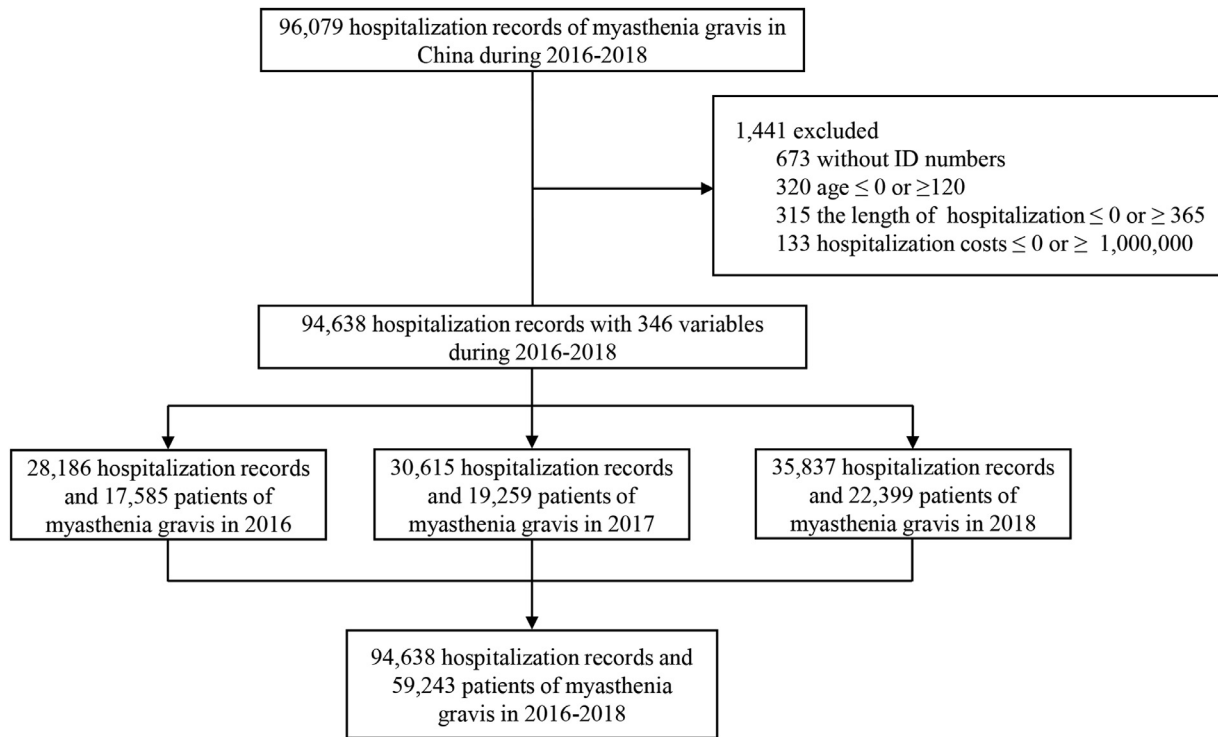 96,079 hospitalization records of myasthenia gravis in
China during 2016-2018
1,441 excluded
673 without ID numbers
320 age ≤ 0 or ≥120
315 the length of hospitalization ≤ 0 or ≥ 365
133 hospitalization costs ≤ 0 or ≥ 1,000,000
94,638 hospitalization records with 346 variables
during 2016-2018
28,186 hospitalization records
and 17,585 patients of
myasthenia gravis in 2016
30,615 hospitalization records
and 19,259 patients of
myasthenia gravis in 2017
35,837 hospitalization records
and 22,399 patients of
myasthenia gravis in 2018
94,638 hospitalization records and
59,243 patients of myasthenia
gravis in 2016-2018